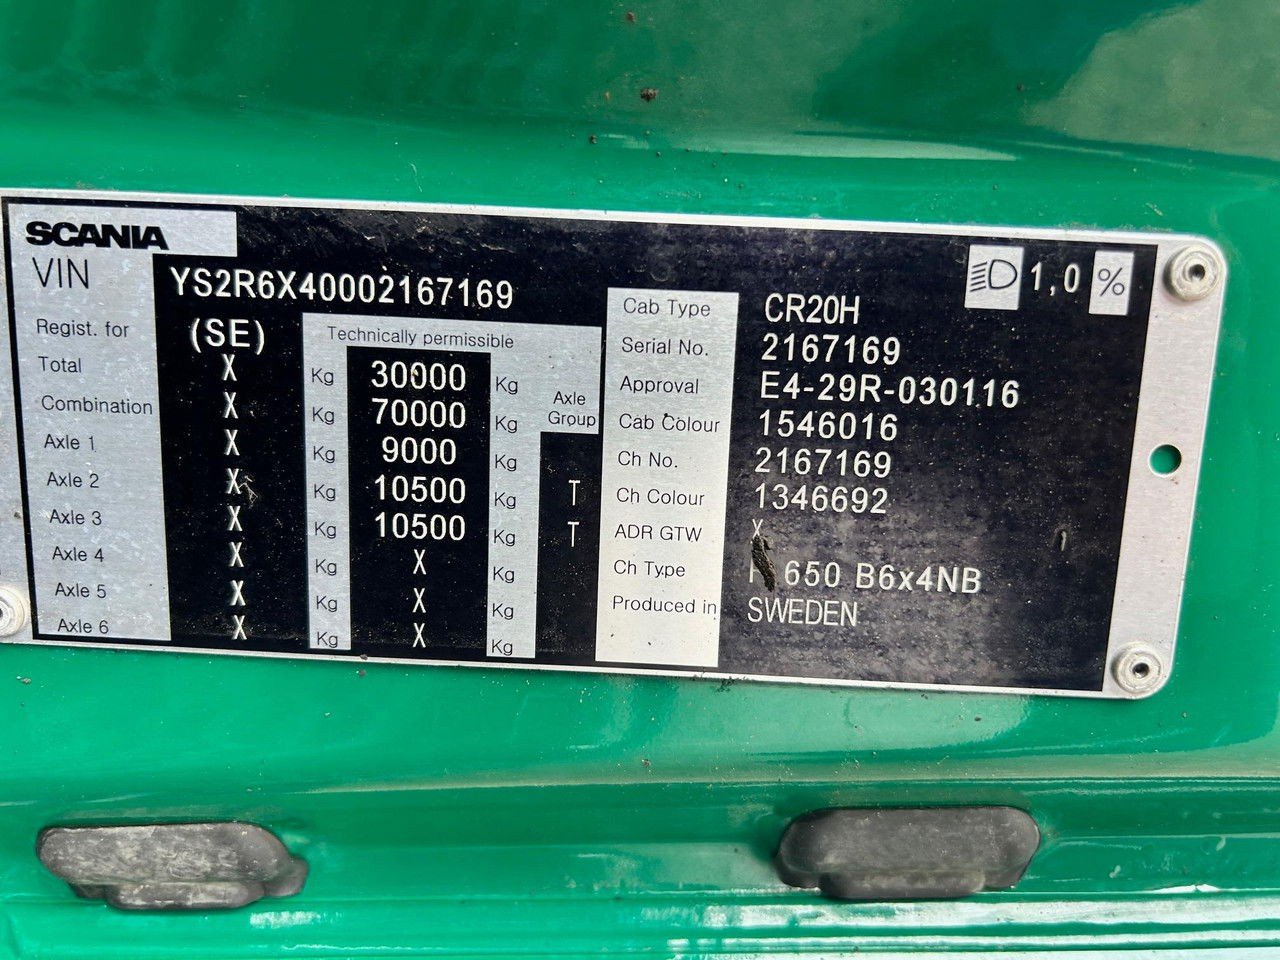 SCANIA
VIN YS2R6X40002167169
Regist. for (SE) Technically permissible
Total X Kg 30000 Kg
Combination X Kg 70000 Kg Axle Group
Axle 1 X Kg 9000 Kg
Axle 2 X Kg 10500 Kg T
Axle 3 X Kg 10500 Kg T
Axle 4 X Kg X Kg
Axle 5 X Kg X Kg
Axle 6 X Kg X Kg
1,0 %
Cab Type CR20H
Serial No. 2167169
Approval E4-29R-030116
Cab Colour 1546016
Ch No. 2167169
Ch Colour 1346692
ADR GTW X
Ch Type 650 B6x4NB
Produced in SWEDEN